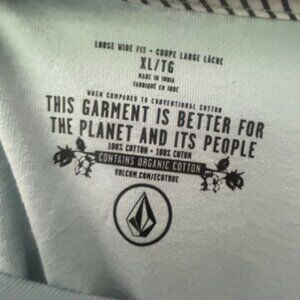 LOOSE WIDE FIT • COUPE LARGE LÂCHE
XL/TG
MADE IN INDIA
FABRIQUÉ EN INDE
WHEN COMPARED TO CONVENTIONAL COTTON
THIS GARMENT IS BETTER FOR
THE PLANET AND ITS PEOPLE
100% COTTON • 100% COTON
CONTAINS ORGANIC COTTON
VOLCOM.COM/ECOTRUE